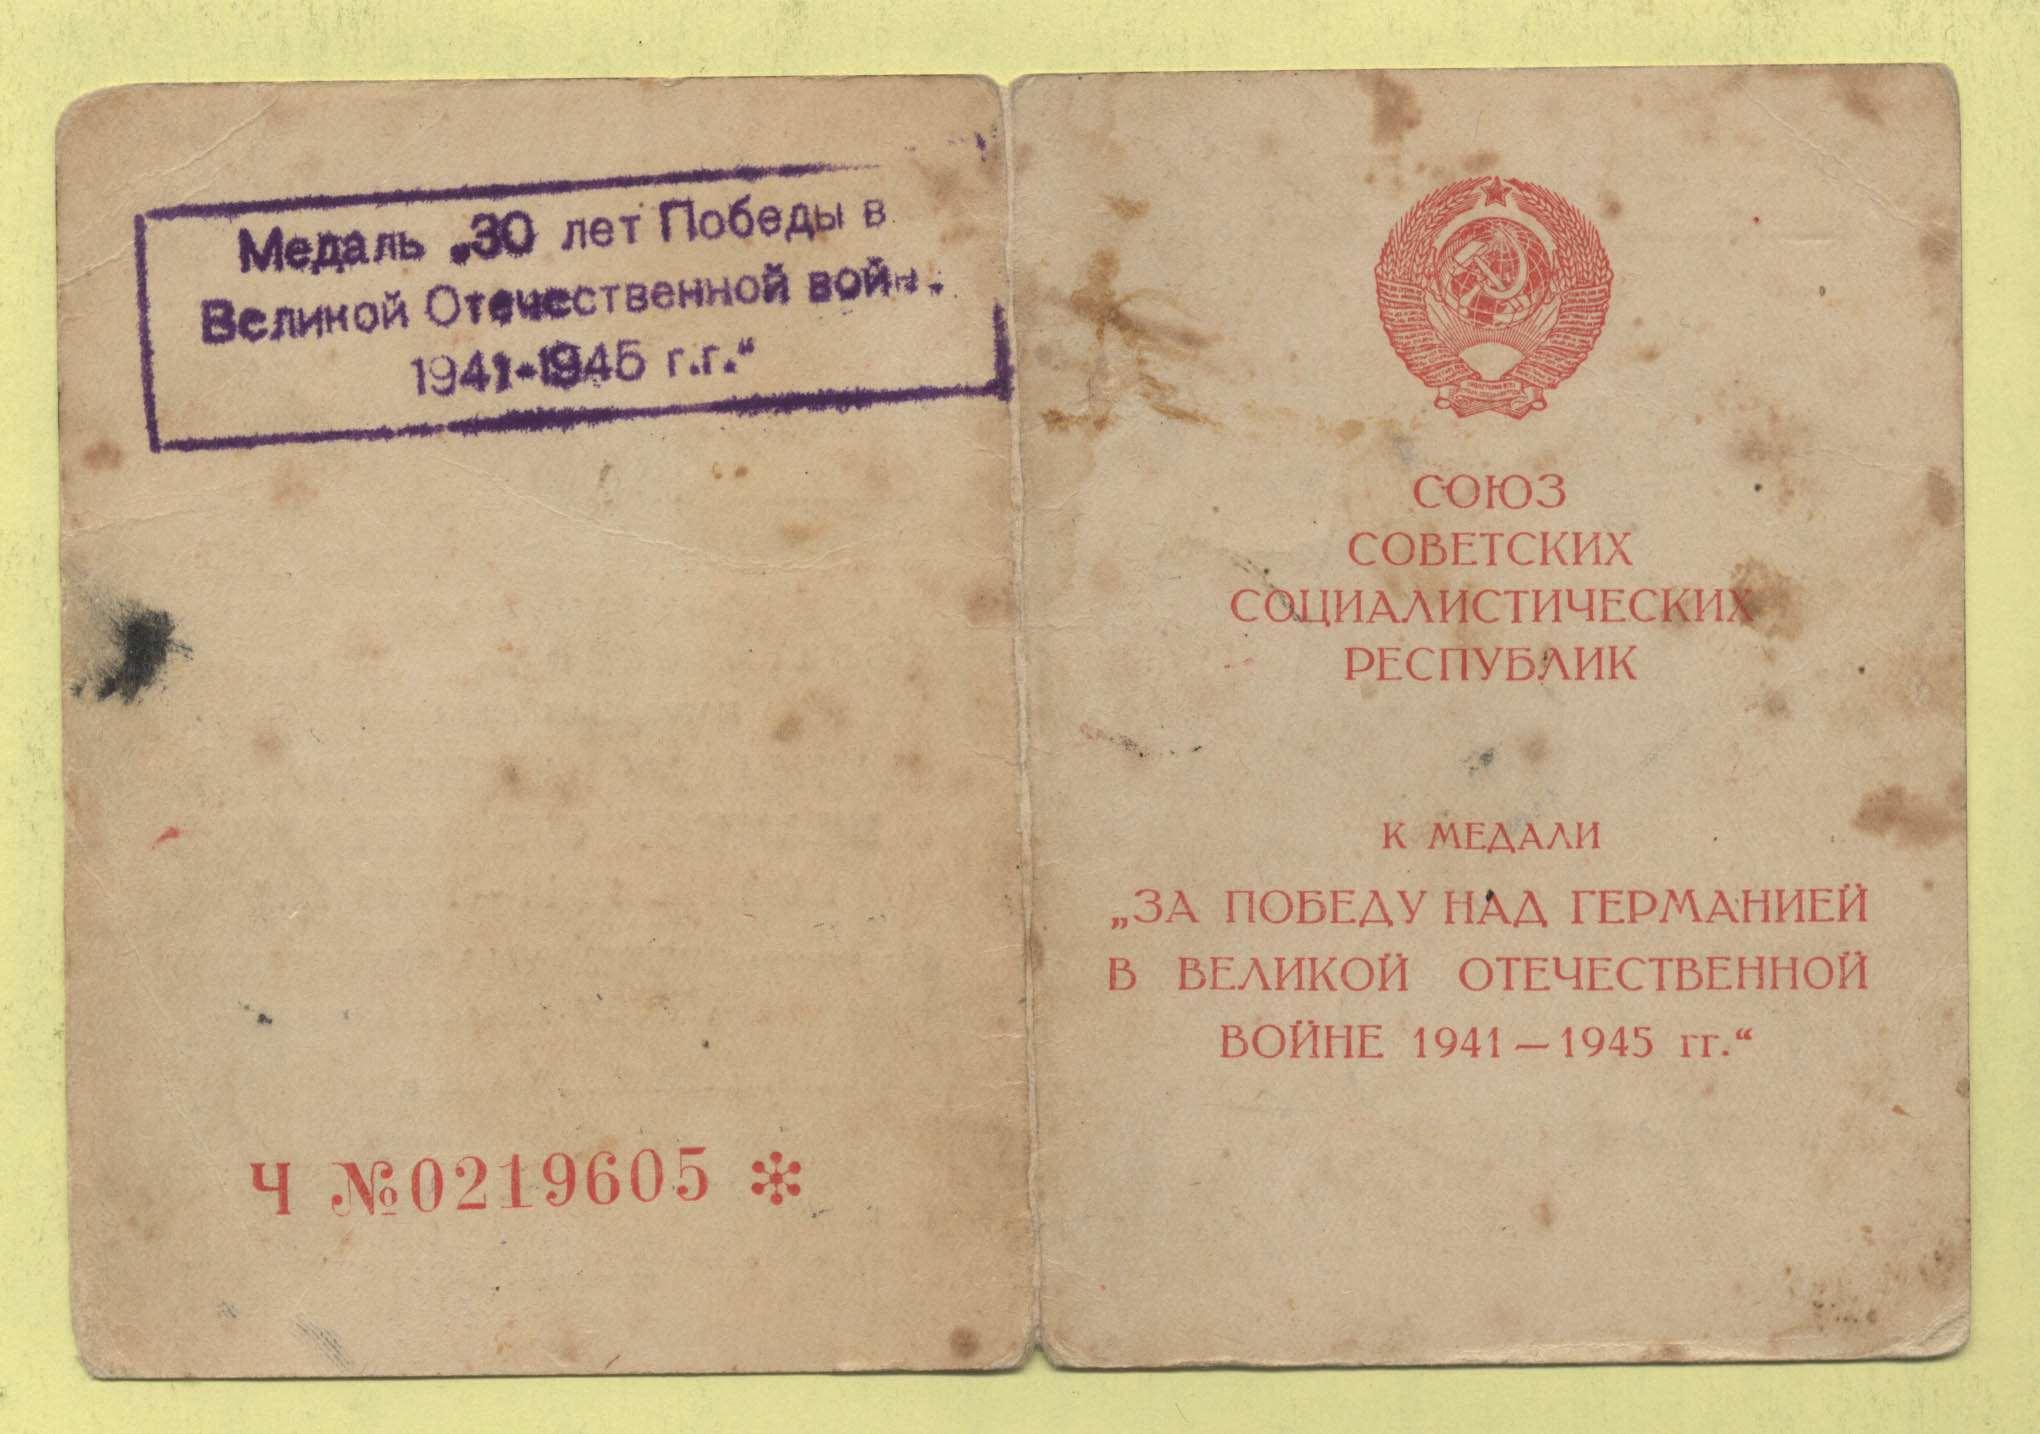 Медаль „30 лет Победы в
Великой Отечественной войн
1941-1945 г.г.“
Ч №0219605 *
СОЮЗ
СОВЕТСКИХ
СОЦИАЛИСТИЧЕСКИХ
РЕСПУБЛИК
К МЕДАЛИ
„ЗА ПОБЕДУ НАД ГЕРМАНИЕЙ
В ВЕЛИКОЙ ОТЕЧЕСТВЕННОЙ
ВОЙНЕ 1941—1945 гг.“